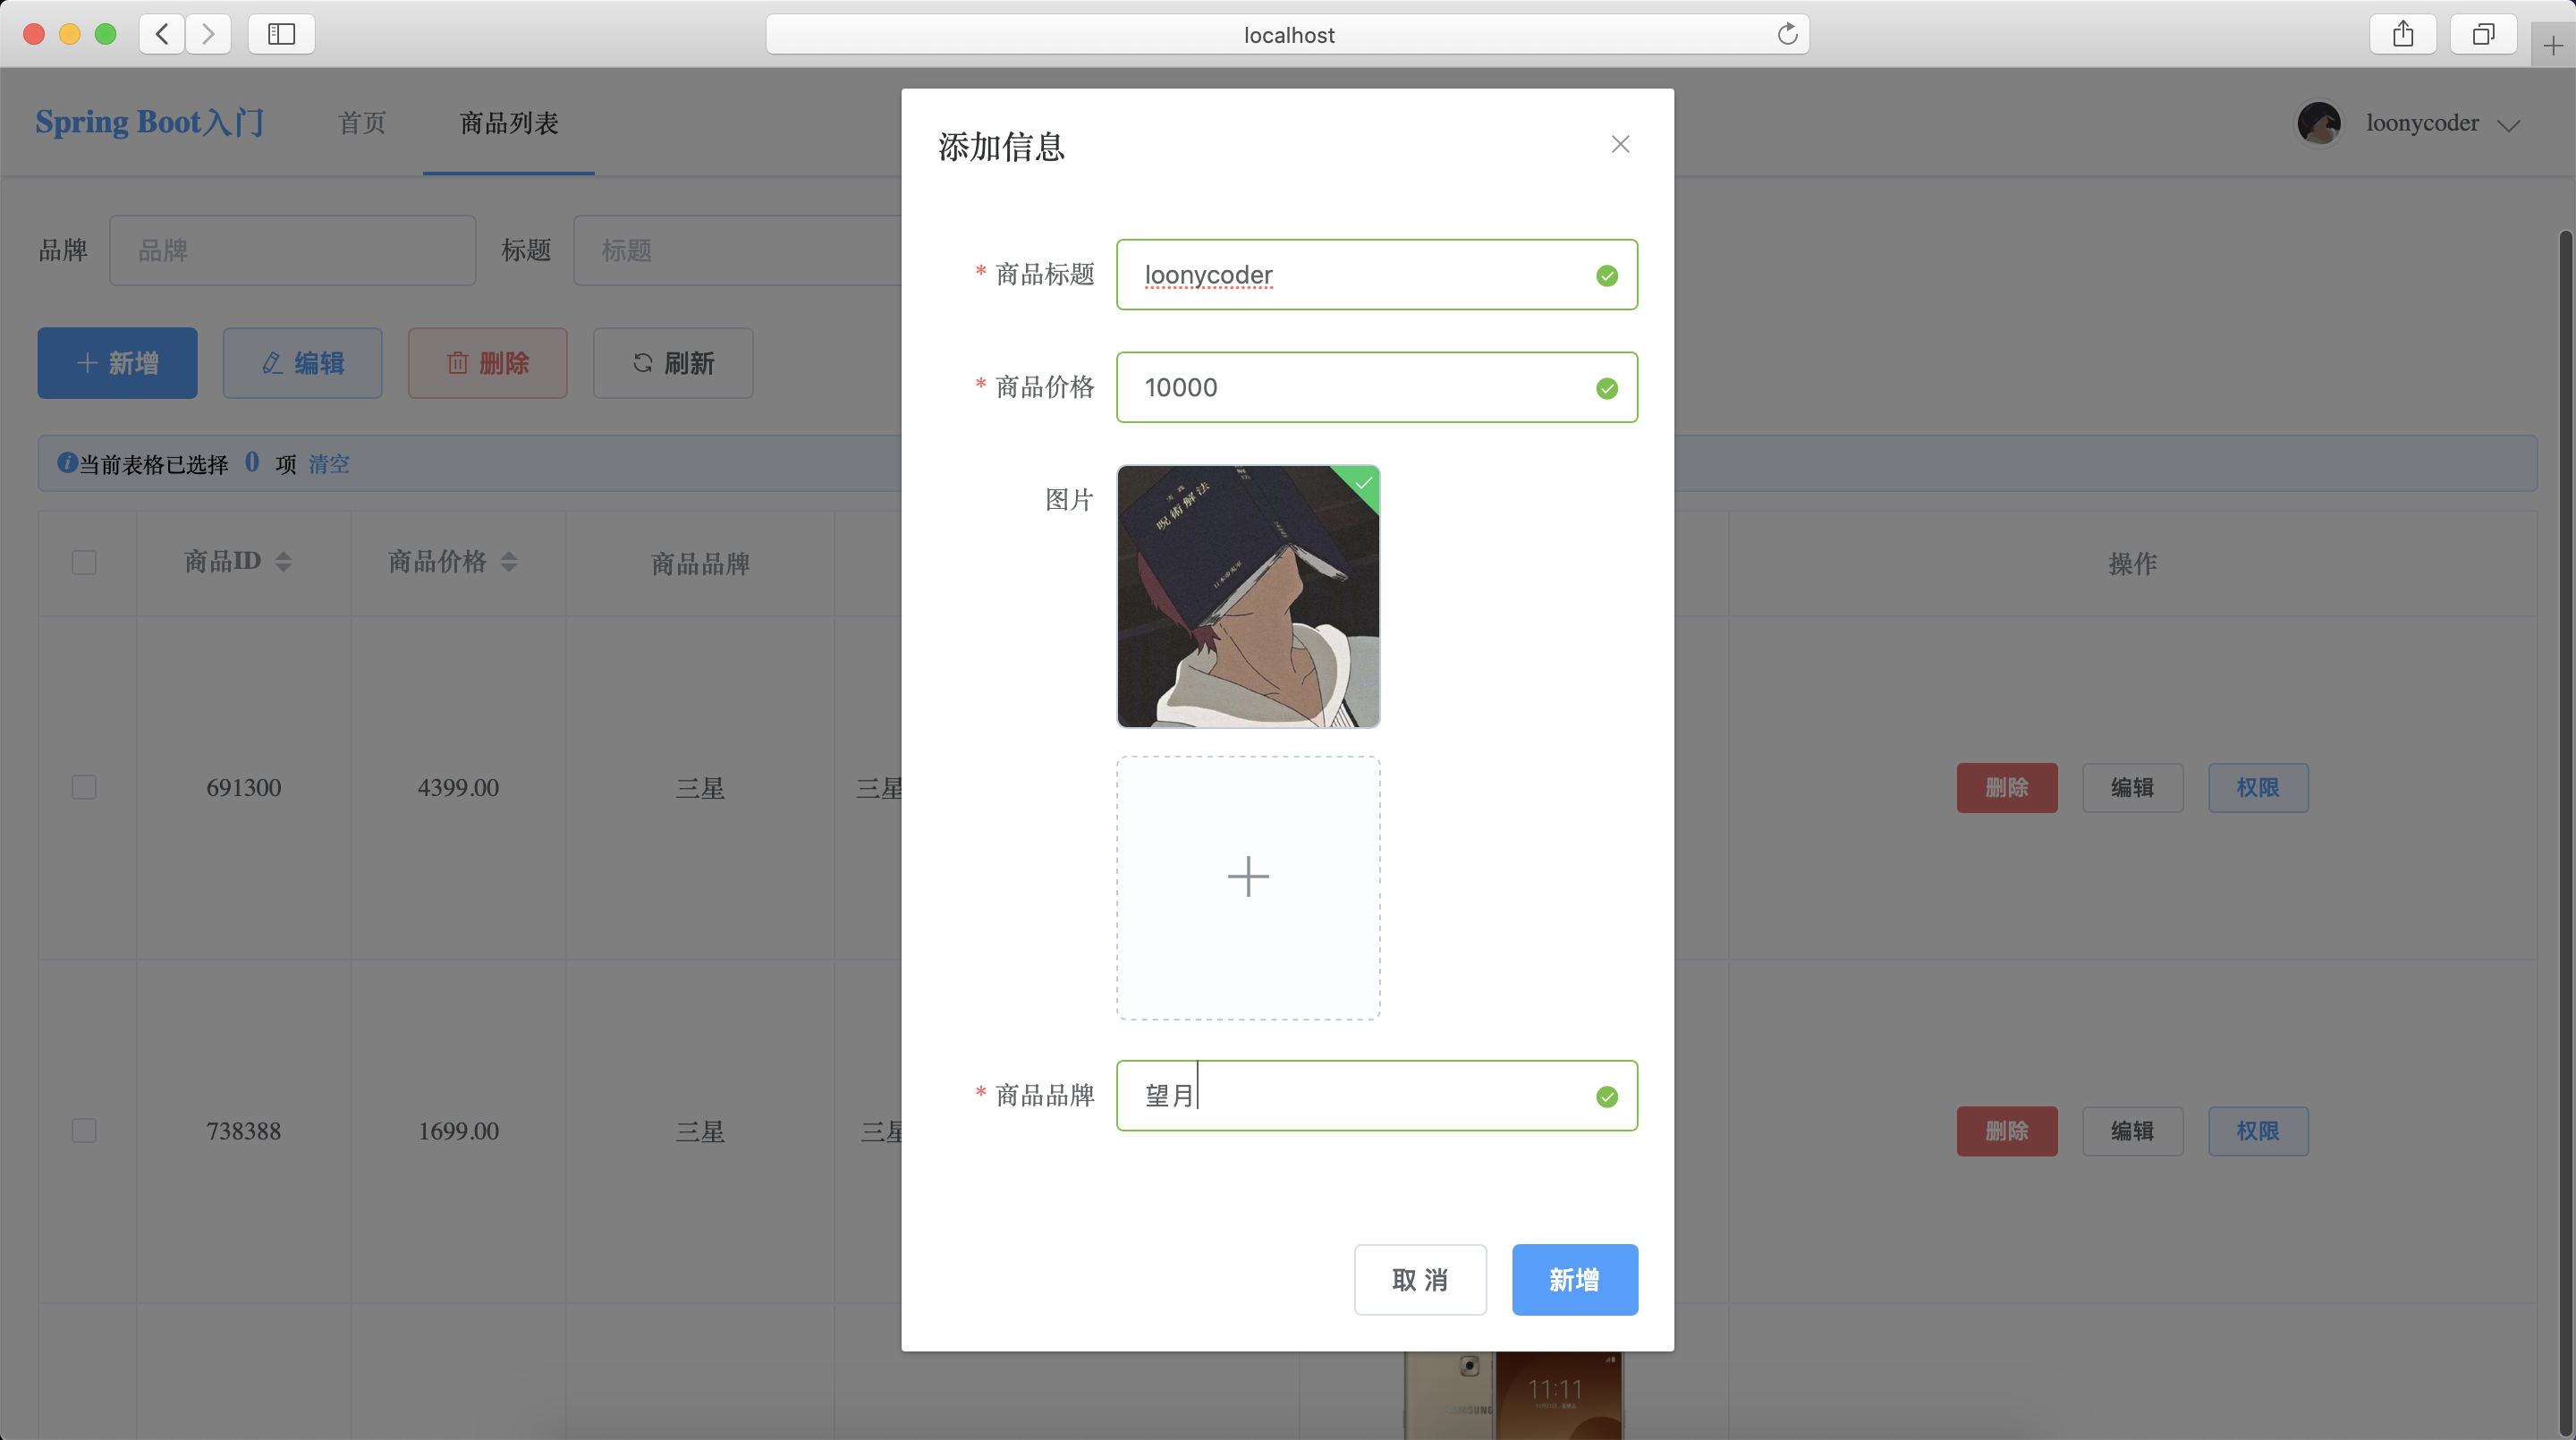 localhost
Spring Boot入门 首页 商品列表 loonycoder
品牌 品牌 标题 标题
新增 编辑 删除 刷新
当前表格已选择 0 项 清空
商品ID 商品价格 商品品牌 操作
691300 4399.00 三星 三星 删除 编辑 权限
738388 1699.00 三星 三星 删除 编辑 权限
11:11
添加信息
* 商品标题 loonycoder
* 商品价格 10000
图片
呪術解法
* 商品品牌 望月
取 消 新增